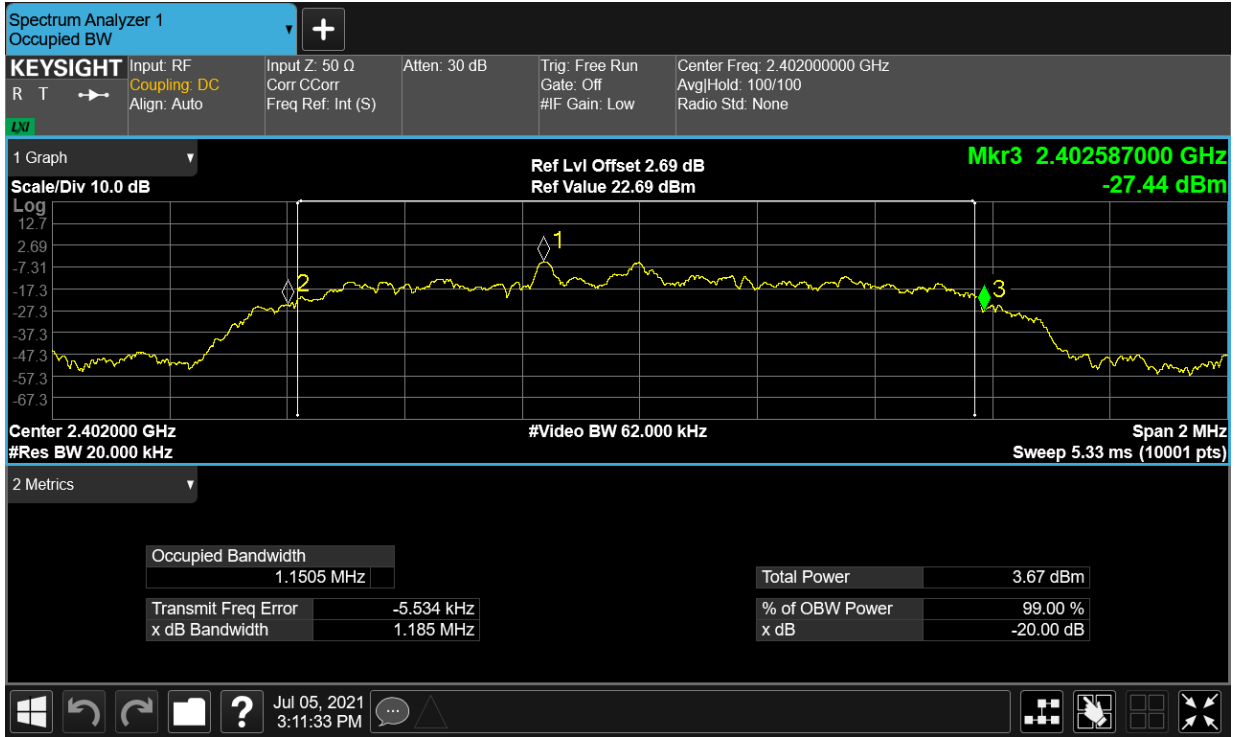 Spectrum Analyzer 1
Occupied BW
KEYSIGHT
R T
LXI
Input: RF
Coupling: DC
Align: Auto
Input Z: 50 Ω
Corr CCorr
Freq Ref: Int (S)
Atten: 30 dB
Trig: Free Run
Gate: Off
#IF Gain: Low
Center Freq: 2.402000000 GHz
Avg|Hold: 100/100
Radio Std: None
1 Graph
Scale/Div 10.0 dB
Ref Lvl Offset 2.69 dB
Ref Value 22.69 dBm
Mkr3 2.402587000 GHz
-27.44 dBm
Log
12.7
2.69
-7.31
-17.3
-27.3
-37.3
-47.3
-57.3
-67.3
1
2
3
Center 2.402000 GHz
#Res BW 20.000 kHz
#Video BW 62.000 kHz
Span 2 MHz
Sweep 5.33 ms (10001 pts)
2 Metrics
Occupied Bandwidth
1.1505 MHz
Transmit Freq Error -5.534 kHz
x dB Bandwidth 1.185 MHz
Total Power 3.67 dBm
% of OBW Power 99.00 %
x dB -20.00 dB
?
Jul 05, 2021
3:11:33 PM